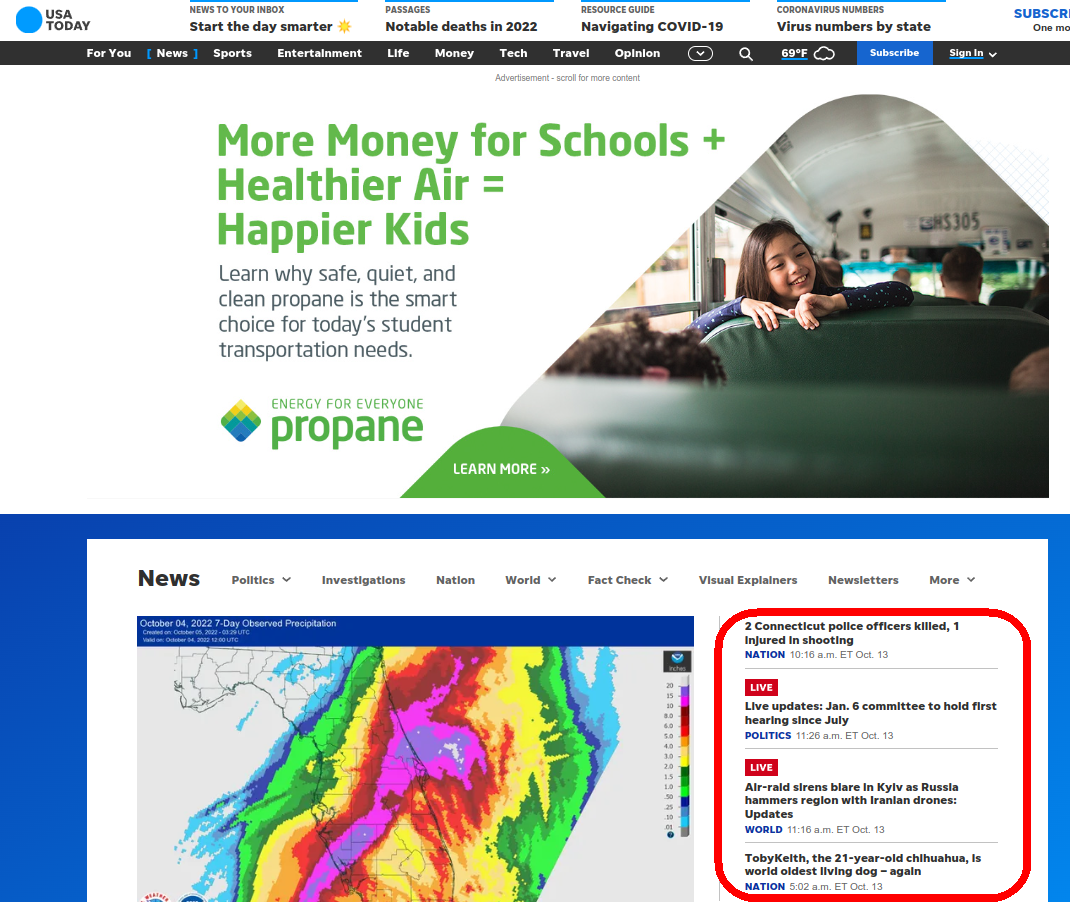 USA
TODAY
NEWS TO YOUR INBOX
Start the day smarter ☀️
PASSAGES
Notable deaths in 2022
RESOURCE GUIDE
Navigating COVID-19
CORONAVIRUS NUMBERS
Virus numbers by state
SUBSCRI
One mo
For You
[ News ]
Sports
Entertainment
Life
Money
Tech
Travel
Opinion
69°F
Subscribe
Sign In
Advertisement - scroll for more content
More Money for Schools +
Healthier Air =
Happier Kids
Learn why safe, quiet, and
clean propane is the smart
choice for today's student
transportation needs.
HS305
ENERGY FOR EVERYONE
propane
LEARN MORE »
News
Politics
Investigations
Nation
World
Fact Check
Visual Explainers
Newsletters
More
October 04, 2022 7-Day Observed Precipitation
Created on: October 05, 2022 - 03:29 UTC
Valid on: October 04, 2022 12:00 UTC
Inches
20
15
10
8.0
6.0
5.0
4.0
3.0
2.0
1.5
1.0
.50
.25
.10
.01
2 Connecticut police officers killed, 1
injured in shooting
NATION 10:16 a.m. ET Oct. 13
LIVE
Live updates: Jan. 6 committee to hold first
hearing since July
POLITICS 11:26 a.m. ET Oct. 13
LIVE
Air-raid sirens blare in Kyiv as Russia
hammers region with Iranian drones:
Updates
WORLD 11:16 a.m. ET Oct. 13
TobyKeith, the 21-year-old chihuahua, is
world oldest living dog – again
NATION 5:02 a.m. ET Oct. 13